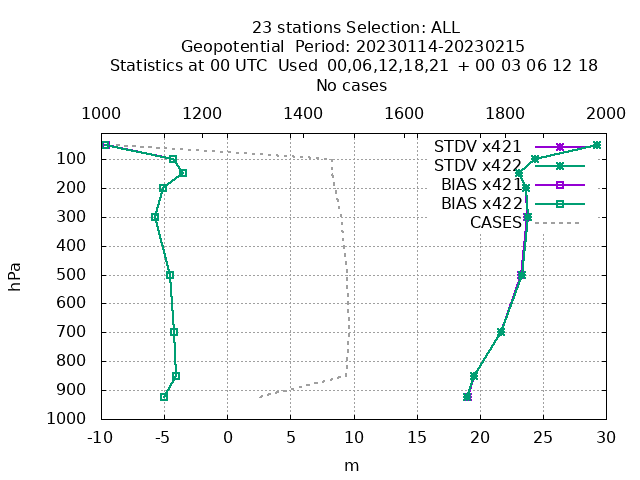 23 stations Selection: ALL
Geopotential  Period: 20230114-20230215
Statistics at 00 UTC  Used  00,06,12,18,21  + 00 03 06 12 18
No cases
1000 1200 1400 1600 1800 2000
STDV x421
STDV x422
BIAS x421
BIAS x422
CASES
hPa
100
200
300
400
500
600
700
800
900
1000
-10 -5 0 5 10 15 20 25 30
m